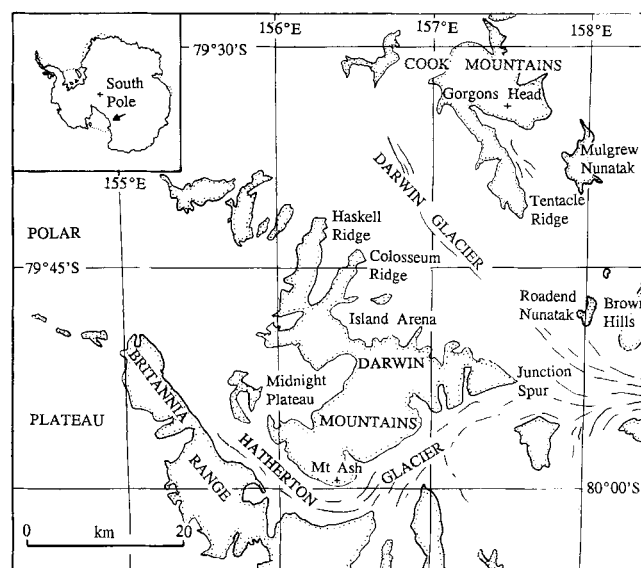 156°E
157°E
158°E
79°30'S
South
Pole
COOK MOUNTAINS
Gorgons Head
Mulgrew
Nunatak
155°E
DARWIN GLACIER
Tentacle
Ridge
Haskell
Ridge
POLAR
Colosseum
Ridge
79°45'S
Roadend
Nunatak
Brown
Hills
Island Arena
DARWIN
Junction
Spur
BRITANNIA
Midnight
Plateau
PLATEAU
MOUNTAINS
HATHERTON
GLACIER
Mt Ash
RANGE
80°00'S
0 km 20